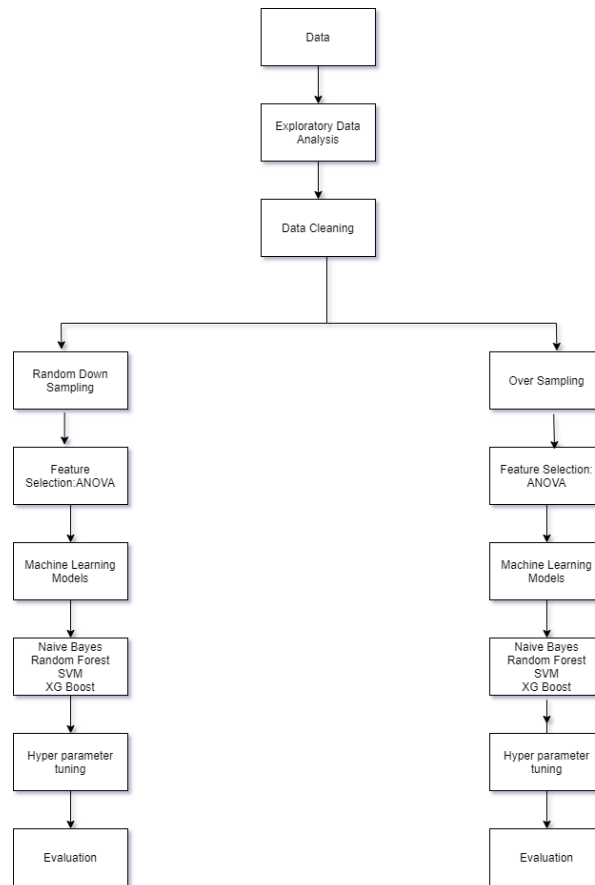 Data
Exploratory Data
Analysis
Data Cleaning
Random Down
Sampling
Feature
Selection:ANOVA
Machine Learning
Models
Naive Bayes
Random Forest
SVM
XG Boost
Hyper parameter
tuning
Evaluation
Over Sampling
Feature Selection:
ANOVA
Machine Learning
Models
Naive Bayes
Random Forest
SVM
XG Boost
Hyper parameter
tuning
Evaluation